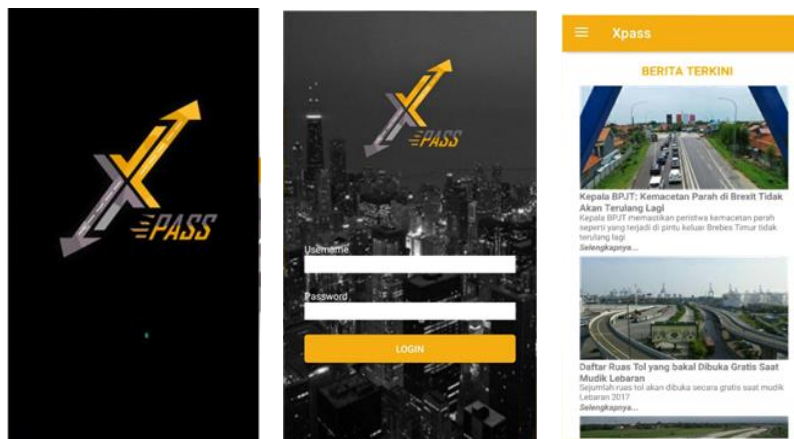 PASS
PASS
Username
Password
LOGIN
Xpass
BERITA TERKINI
Kepala BPJT: Kemacetan Parah di Brexit Tidak
Akan Terulang Lagi
Kepala BPJT memastikan peristwa kemacetan parah
seperti yang terjadi di pintu keluar Brebes Timur tidak
terulang lagi
Selengkapnya...
Daftar Ruas Tol yang bakal Dibuka Gratis Saat
Mudik Lebaran
Sejumlah ruas tol akan dibuka secara gratis saat mudik
Lebaran 2017
Selengkapnya...